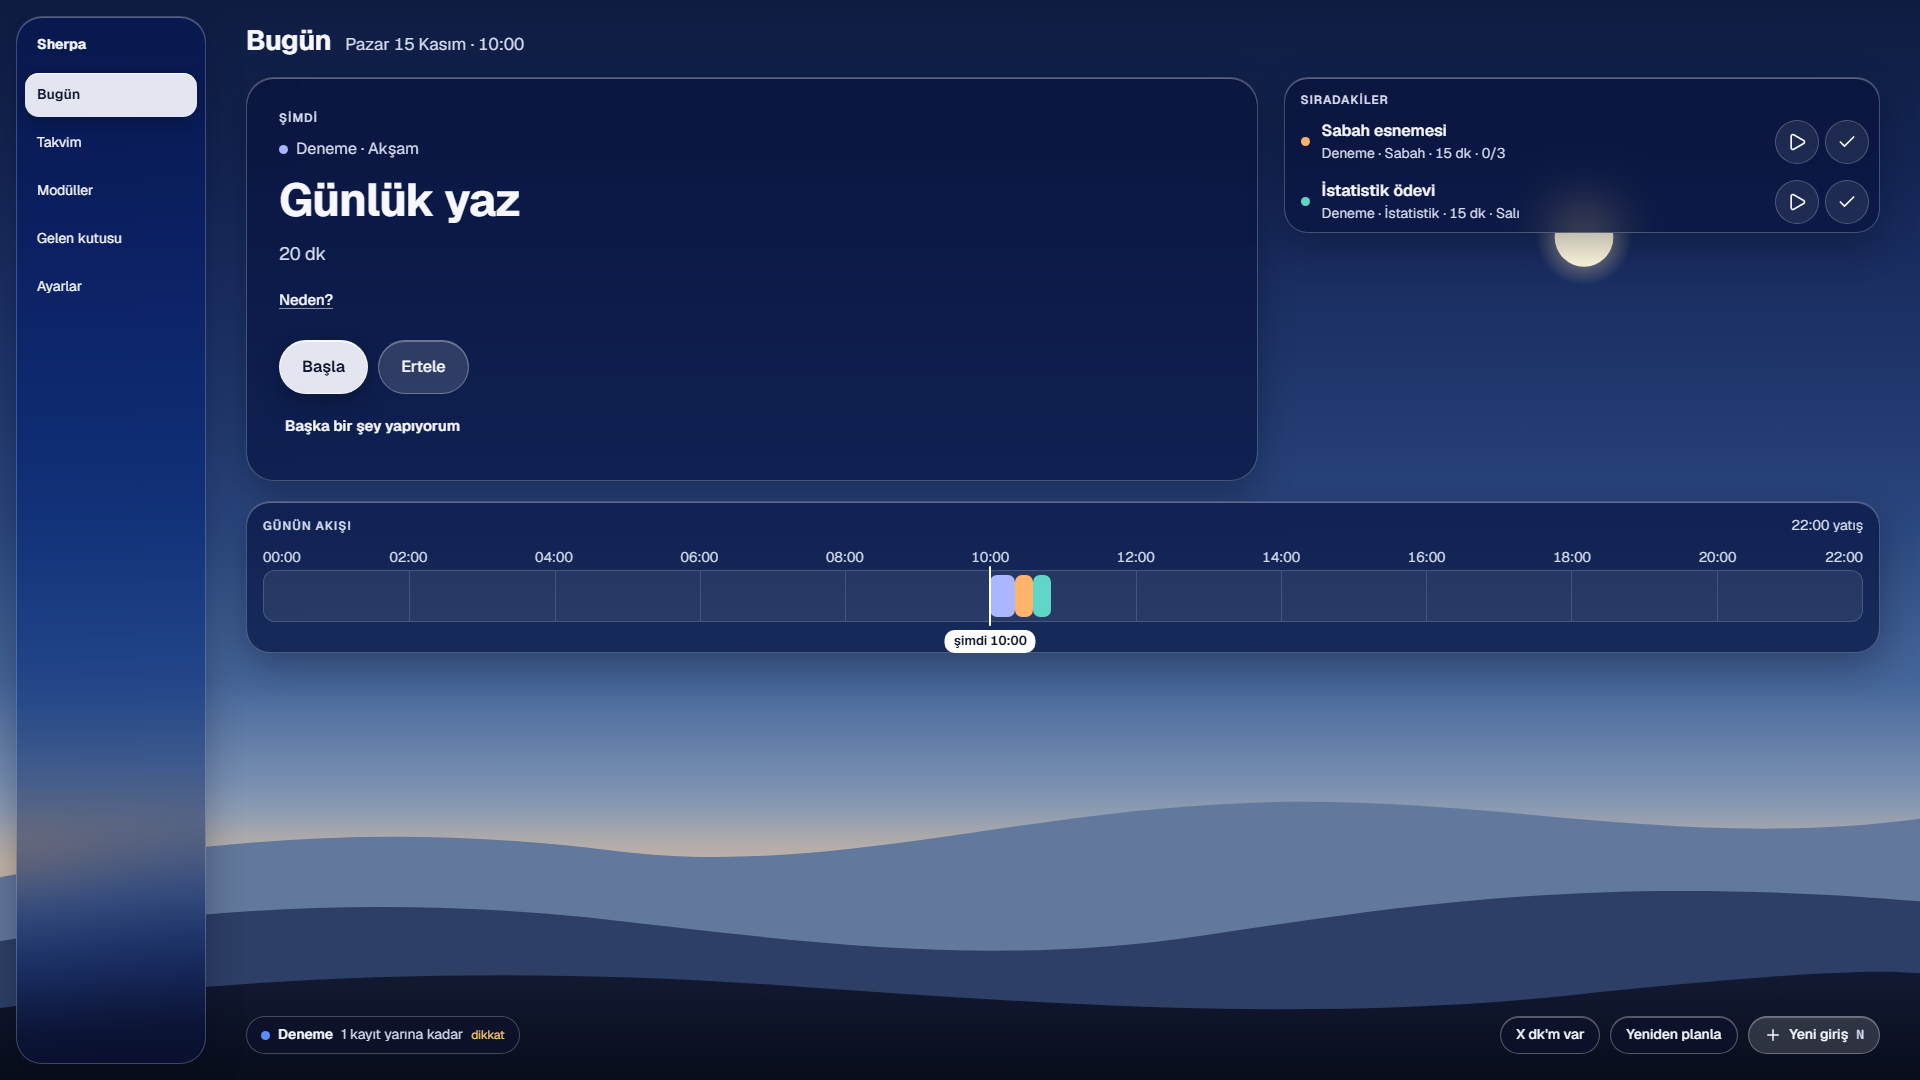 Sherpa
Bugün
Takvim
Modüller
Gelen kutusu
Ayarlar
Bugün Pazar 15 Kasım · 10:00
ŞİMDİ
Deneme · Akşam
Günlük yaz
20 dk
Neden?
Başla Ertele
Başka bir şey yapıyorum
SIRADAKİLER
Sabah esnemesi
Deneme · Sabah · 15 dk · 0/3
İstatistik ödevi
Deneme · İstatistik · 15 dk · Salı
GÜNÜN AKIŞI 22:00 yatış
00:00 02:00 04:00 06:00 08:00 10:00 12:00 14:00 16:00 18:00 20:00 22:00
şimdi 10:00
Deneme 1 kayıt yarına kadar dikkat
X dk'm var Yeniden planla + Yeni giriş N